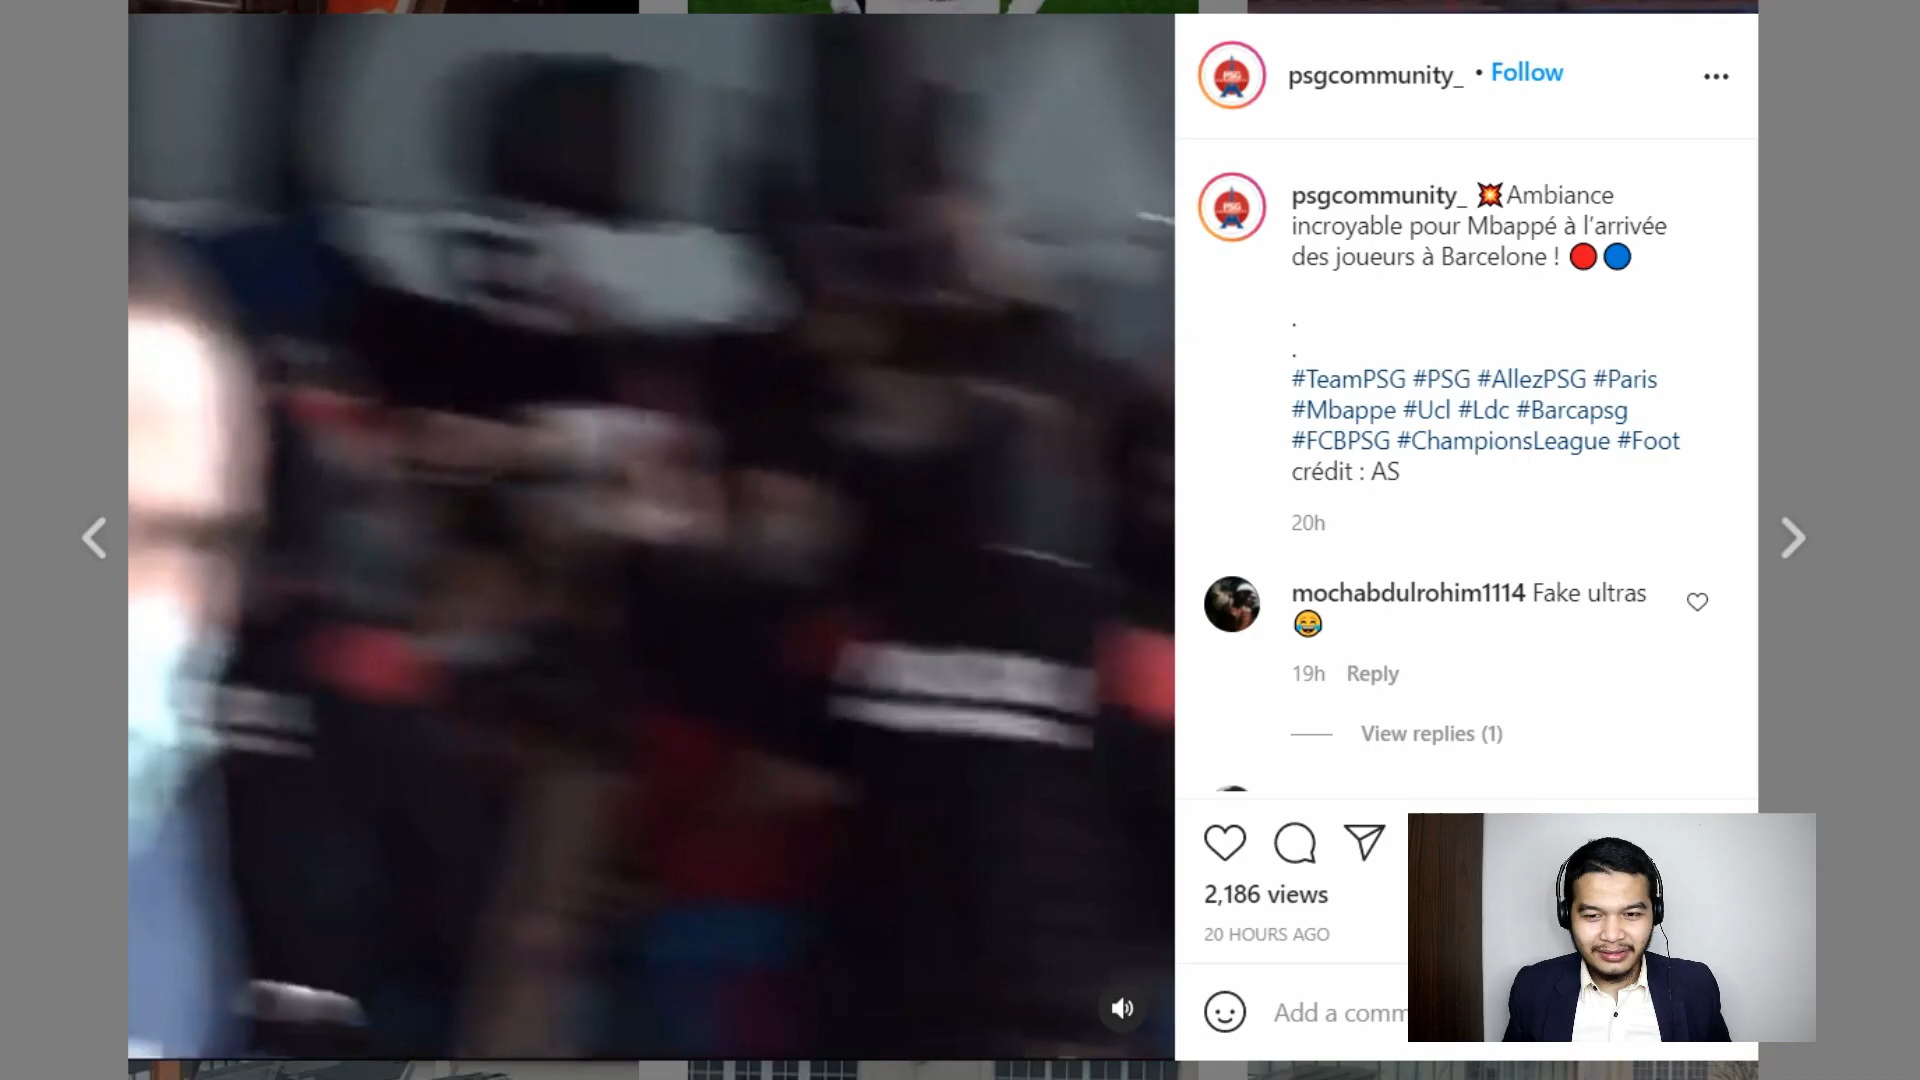 PSG
psgcommunity_ • Follow
PSG
psgcommunity_ 💥Ambiance
incroyable pour Mbappé à l’arrivée
des joueurs à Barcelone ! 🔴🔵
.
.
#TeamPSG #PSG #AllezPSG #Paris
#Mbappe #Ucl #Ldc #Barcapsg
#FCBPSG #ChampionsLeague #Foot
crédit : AS
20h
mochabdulrohim1114 Fake ultras
😂
19h Reply
View replies (1)
2,186 views
20 HOURS AGO
Add a comm